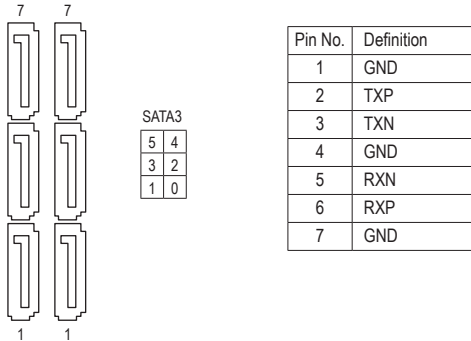 7 7
SATA3
5 4
3 2
1 0
1 1
Pin No. Definition
1 GND
2 TXP
3 TXN
4 GND
5 RXN
6 RXP
7 GND